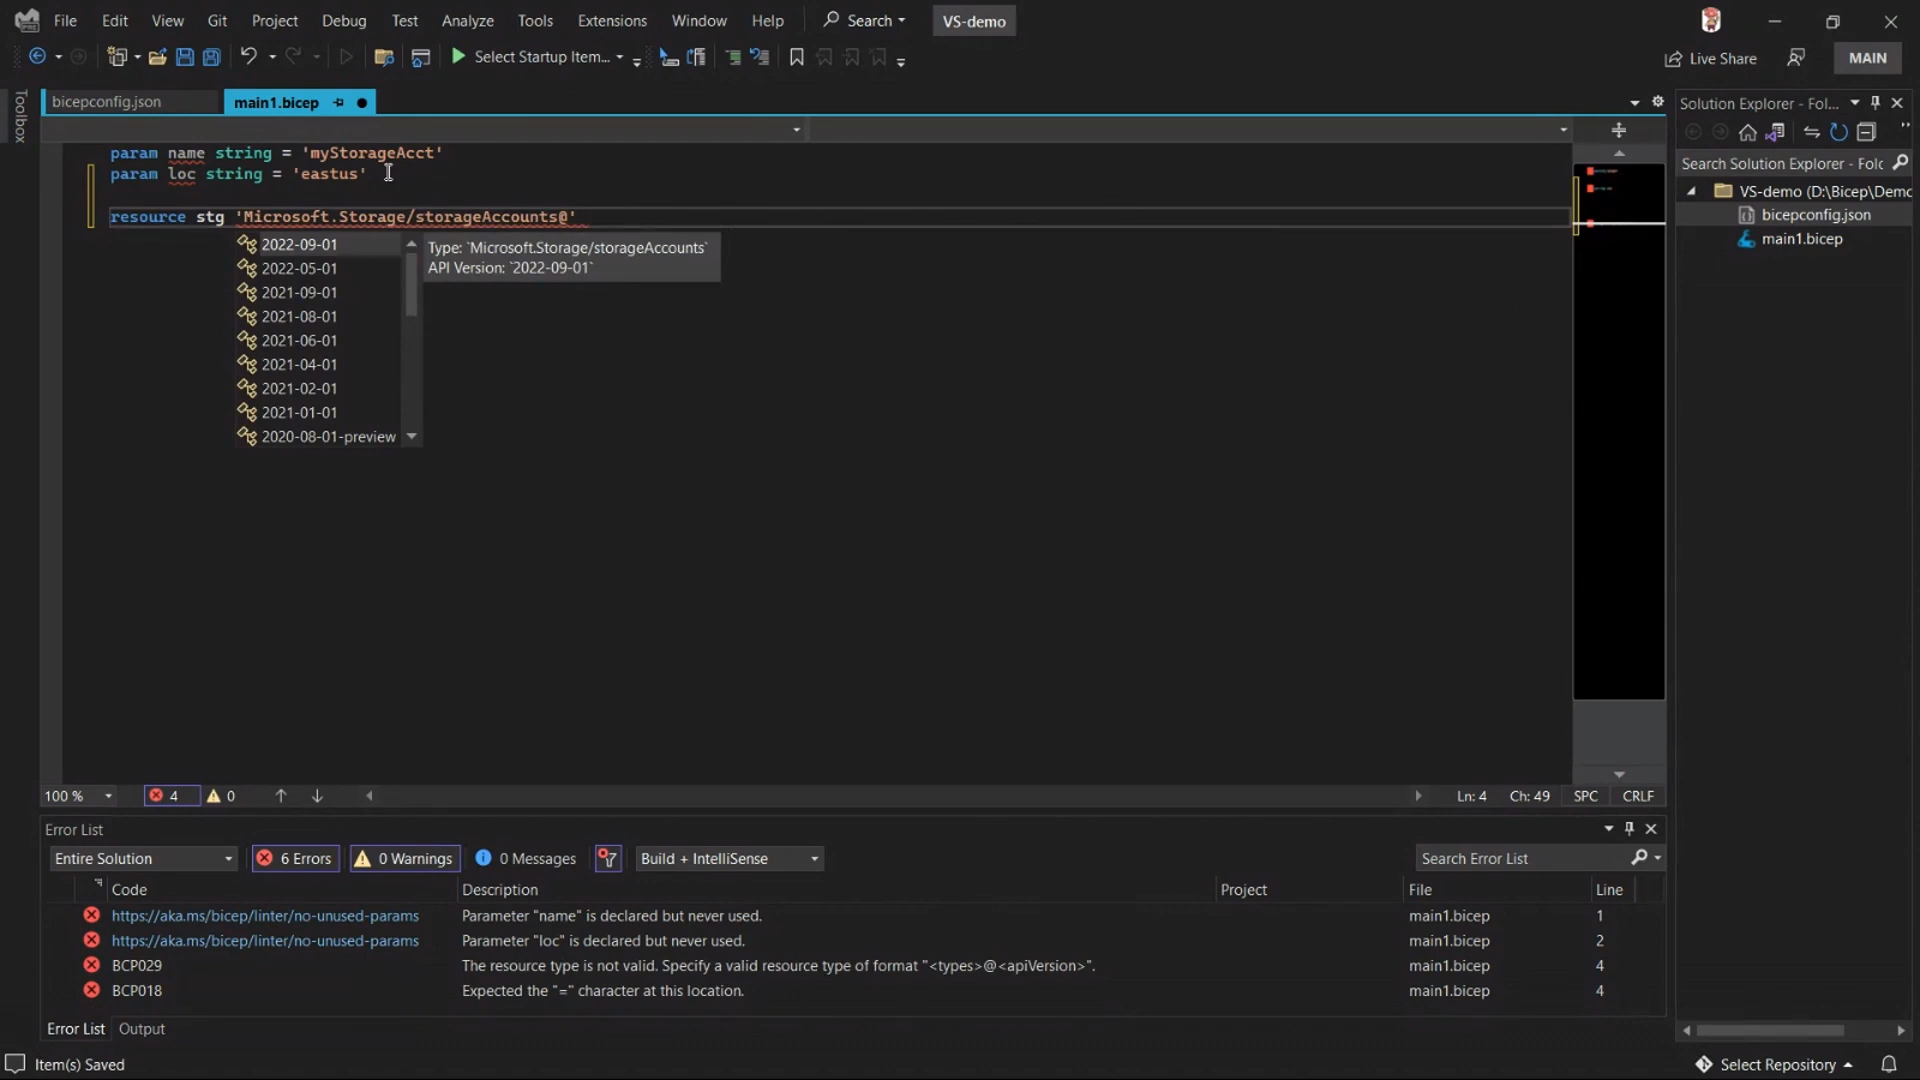 File Edit View Git Project Debug Test Analyze Tools Extensions Window Help Search VS-demo
Select Startup Item... Live Share MAIN
Toolbox
bicepconfig.json main1.bicep
param name string = 'myStorageAcct'
param loc string = 'eastus'
resource stg 'Microsoft.Storage/storageAccounts@'
2022-09-01
2022-05-01
2021-09-01
2021-08-01
2021-06-01
2021-04-01
2021-02-01
2021-01-01
2020-08-01-preview
Type: `Microsoft.Storage/storageAccounts`
API Version: `2022-09-01`
Solution Explorer - Fol...
Search Solution Explorer - Folc
VS-demo (D:\Bicep\Demo
bicepconfig.json
main1.bicep
100 % 4 0 Ln: 4 Ch: 49 SPC CRLF
Error List
Entire Solution 6 Errors 0 Warnings 0 Messages Build + IntelliSense Search Error List
Code Description Project File Line
https://aka.ms/bicep/linter/no-unused-params Parameter "name" is declared but never used. main1.bicep 1
https://aka.ms/bicep/linter/no-unused-params Parameter "loc" is declared but never used. main1.bicep 2
BCP029 The resource type is not valid. Specify a valid resource type of format "<types>@<apiVersion>". main1.bicep 4
BCP018 Expected the "=" character at this location. main1.bicep 4
Error List Output
Item(s) Saved Select Repository